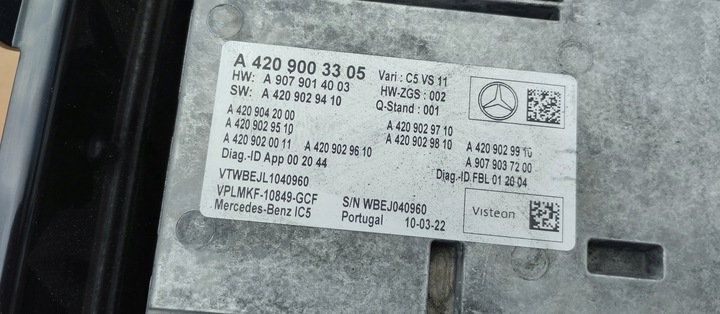 A 420 900 33 05
HW: A 907 901 40 03
SW: A 420 902 94 10
Vari : C5 VS 11
HW-ZGS : 002
Q-Stand : 001
A 420 904 20 00
A 420 902 95 10
A 420 902 00 11 A 420 902 96 10
A 420 902 97 10
A 420 902 98 10
A 420 902 99 10
A 907 903 72 00
Diag.-ID App 00 20 44
Diag.-ID FBL 01 20 04
VTWBEJL1040960
VPLMKF-10849-GCF
Mercedes-Benz IC5
S/N WBEJ040960
Portugal 10-03-22
Visteon